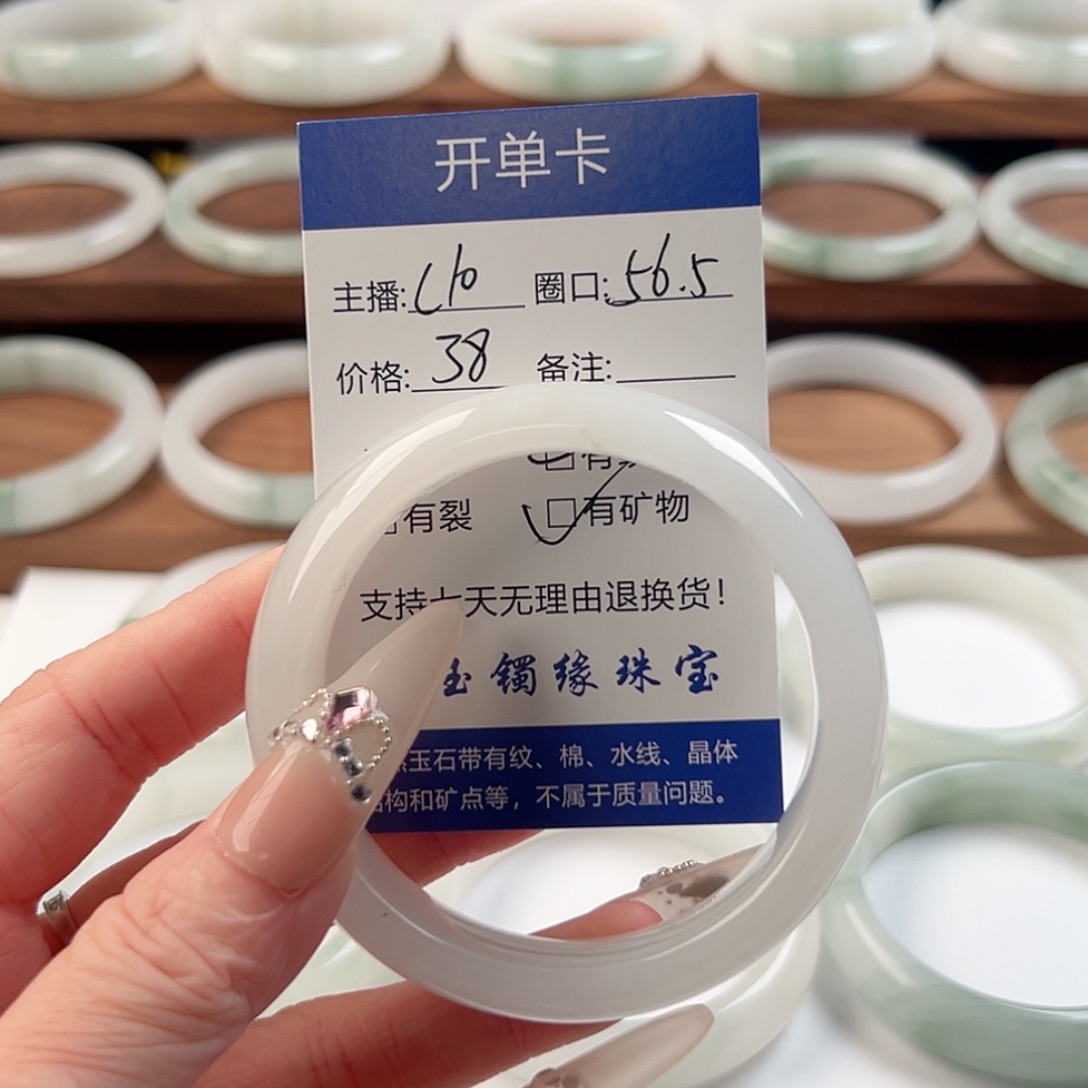 开单卡
主播: 圈口:56.5
价格:38 备注:
有
有裂 有矿物
支持七天无理由退换货!
玉镯缘珠宝
玉石带有纹、棉、水线、晶体
构和矿点等，不属于质量问题。